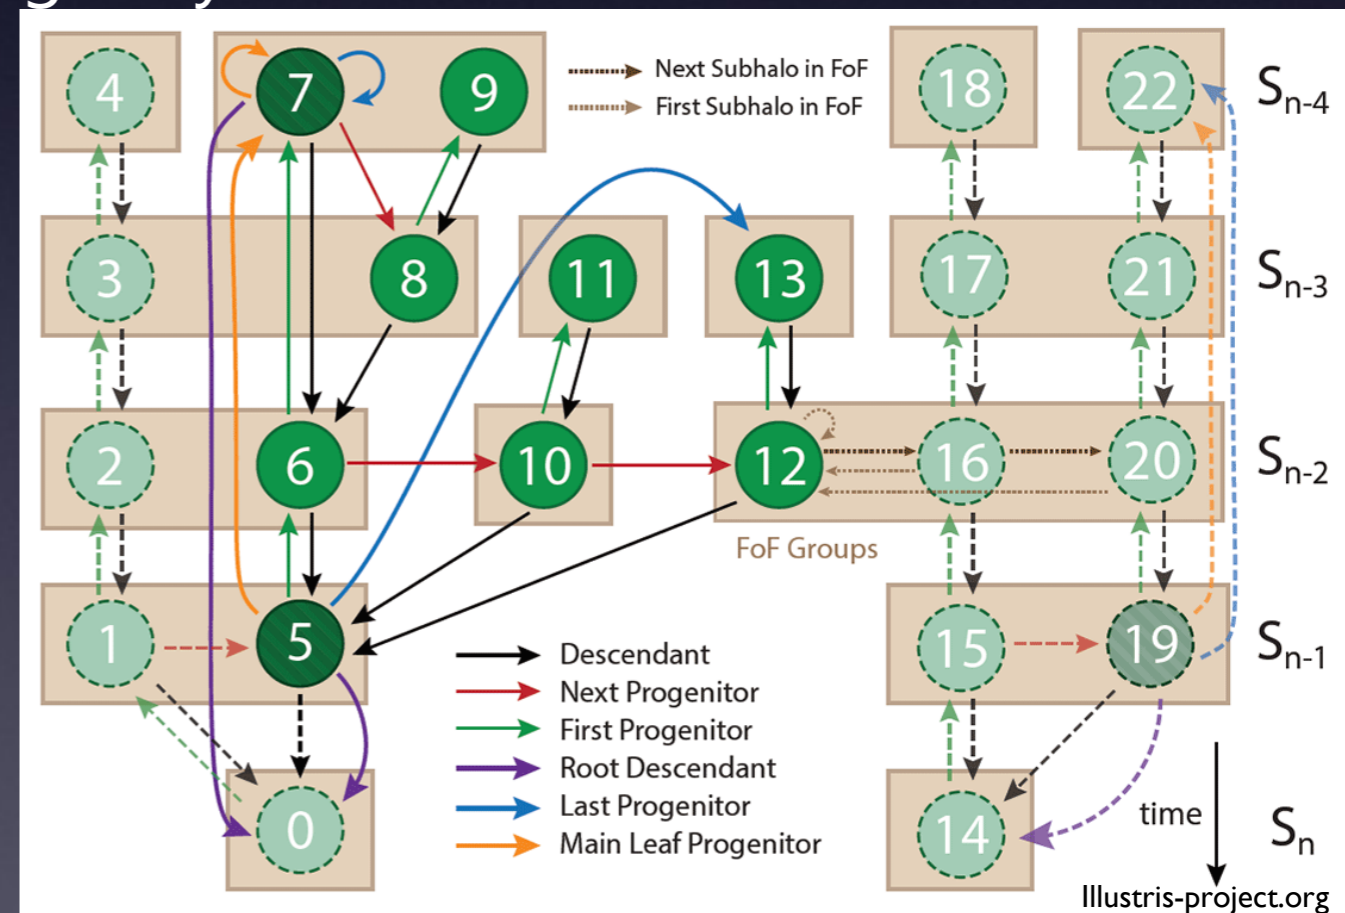 4
7
9
Next Subhalo in FoF
First Subhalo in FoF
18
22
Sn-4
3
8
11
13
17
21
Sn-3
2
6
10
12
16
20
Sn-2
FoF Groups
1
5
15
19
Sn-1
Descendant
Next Progenitor
First Progenitor
Root Descendant
Last Progenitor
Main Leaf Progenitor
0
14
time
Sn
Illustris-project.org